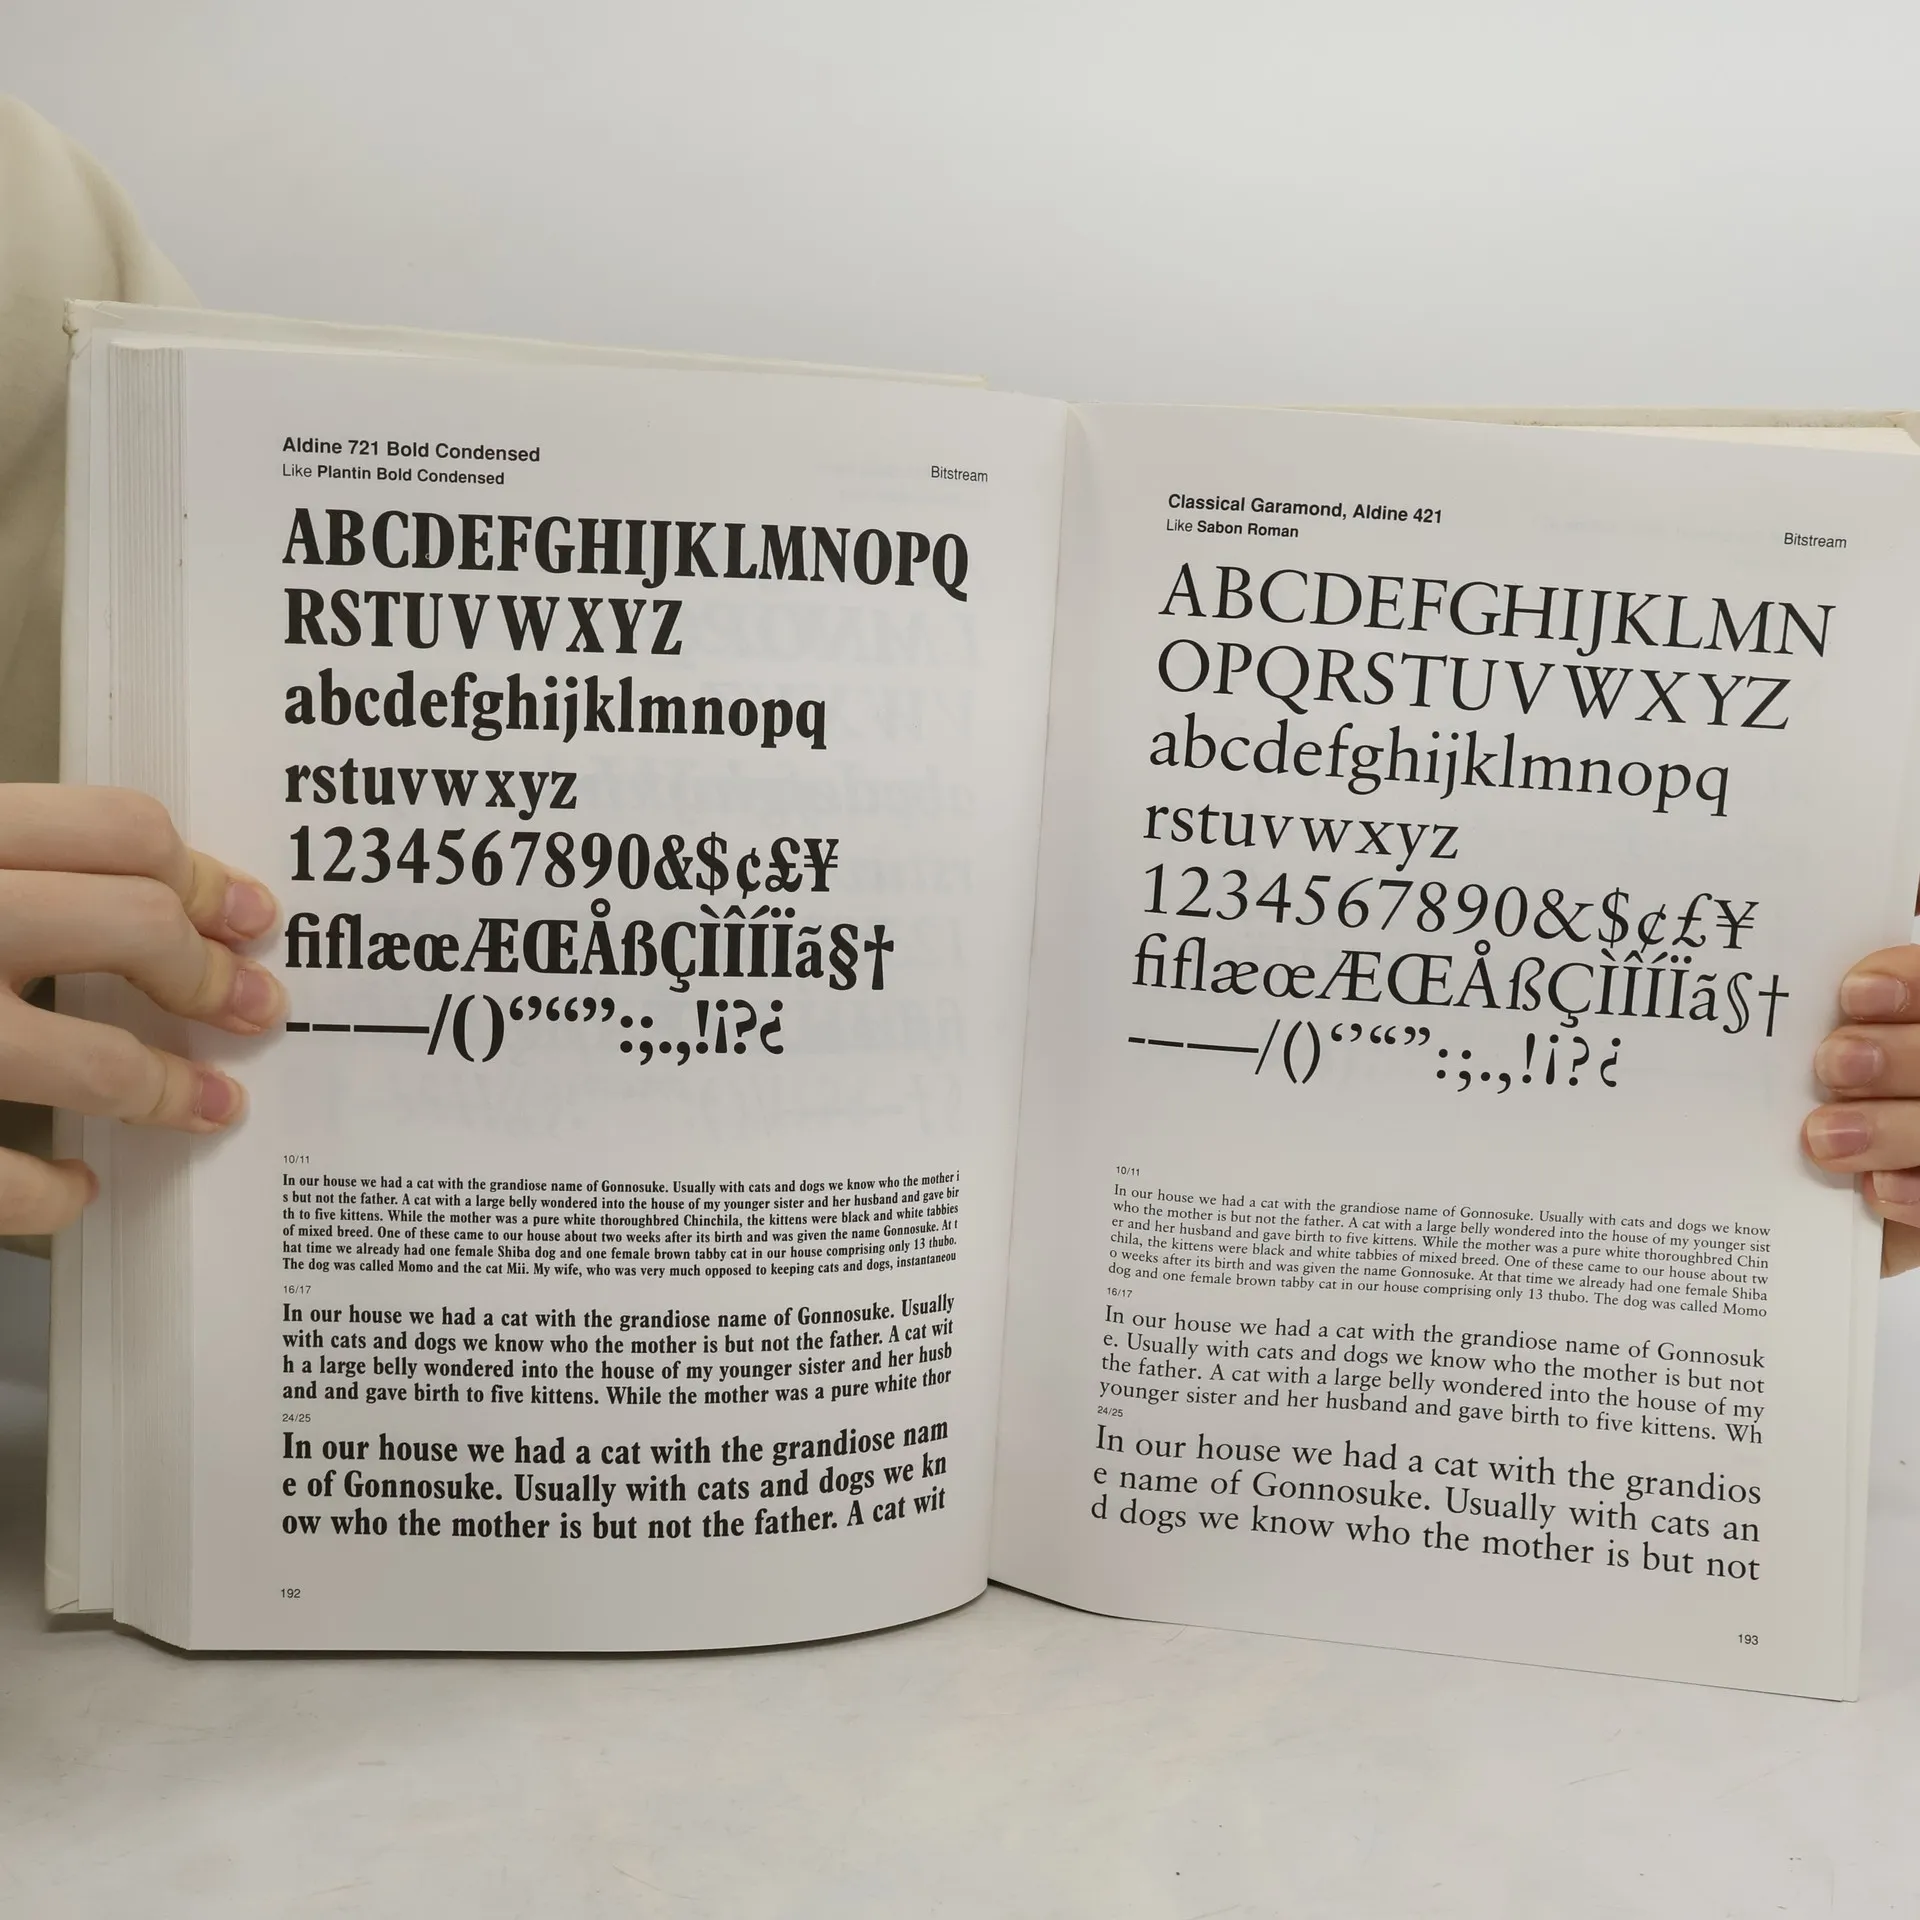 Aldine 721 Bold Condensed
Like Plantin Bold Condensed
Bitstream
ABCDEFGHIJKLMNOPQ
RSTUVWXYZ
abcdefghijklmnopq
rstuvwxyz
1234567890&$¢£¥
fiflæœÆŒÅßÇÌÎÍÏã§†
-–—/()‘’“”:;.,!¡?¿
10/11
In our house we had a cat with the grandiose name of Gonnosuke. Usually with cats and dogs we know who the mother i
s but not the father. A cat with a large belly wondered into the house of my younger sister and her husband and gave bir
th to five kittens. While the mother was a pure white thoroughbred Chinchila, the kittens were black and white tabbies
of mixed breed. One of these came to our house about two weeks after its birth and was given the name Gonnosuke. At t
hat time we already had one female Shiba dog and one female brown tabby cat in our house comprising only 13 thubo.
The dog was called Momo and the cat Mii. My wife, who was very much opposed to keeping cats and dogs, instantaneou
16/17
In our house we had a cat with the grandiose name of Gonnosuke. Usually
with cats and dogs we know who the mother is but not the father. A cat wit
h a large belly wondered into the house of my younger sister and her husb
and and gave birth to five kittens. While the mother was a pure white thor
24/25
In our house we had a cat with the grandiose nam
e of Gonnosuke. Usually with cats and dogs we kn
ow who the mother is but not the father. A cat wit
192
Classical Garamond, Aldine 421
Like Sabon Roman
Bitstream
ABCDEFGHIJKLMN
OPQRSTUVWXYZ
abcdefghijklmnopq
rstuvwxyz
1234567890&$¢£¥
fiflæœÆŒÅßÇÌÎÍÏã§†
-–—/()‘’“”:;.,!¡?¿
10/11
In our house we had a cat with the grandiose name of Gonnosuke. Usually with cats and dogs we know
who the mother is but not the father. A cat with a large belly wondered into the house of my younger sist
er and her husband and gave birth to five kittens. While the mother was a pure white thoroughbred Chin
chila, the kittens were black and white tabbies of mixed breed. One of these came to our house about tw
o weeks after its birth and was given the name Gonnosuke. At that time we already had one female Shiba
dog and one female brown tabby cat in our house comprising only 13 thubo. The dog was called Momo
16/17
In our house we had a cat with the grandiose name of Gonnosuk
e. Usually with cats and dogs we know who the mother is but not
the father. A cat with a large belly wondered into the house of my
younger sister and her husband and gave birth to five kittens. Wh
24/25
In our house we had a cat with the grandios
e name of Gonnosuke. Usually with cats an
d dogs we know who the mother is but not
193